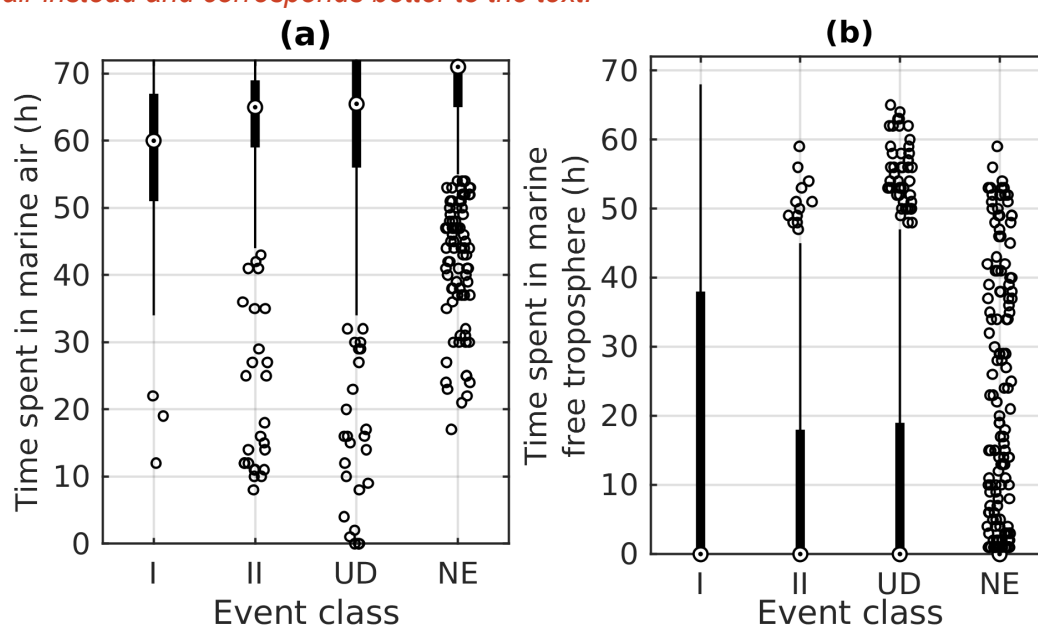 air instead and corresponds better to the text.
(a)
(b)
Time spent in marine air (h)
70
60
50
40
30
20
10
0
I II UD NE
Event class
Time spent in marine
free troposphere (h)
70
60
50
40
30
20
10
0
I II UD NE
Event class